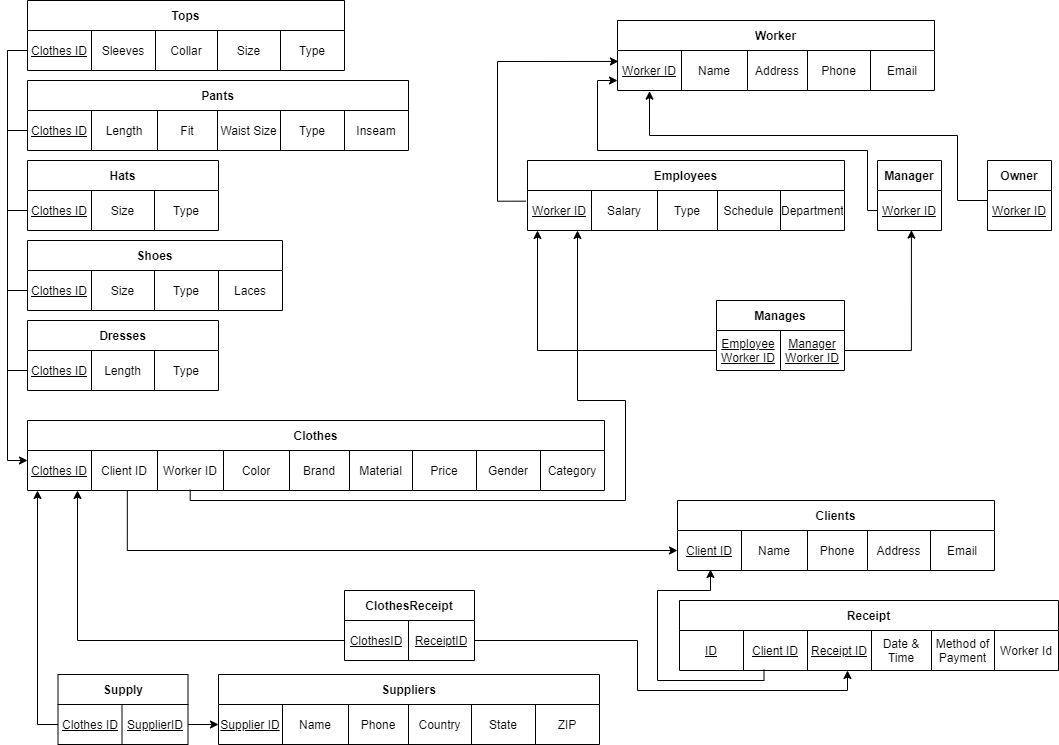 Tops
Clothes ID Sleeves Collar Size Type
Pants
Clothes ID Length Fit Waist Size Type Inseam
Hats
Clothes ID Size Type
Shoes
Clothes ID Size Type Laces
Dresses
Clothes ID Length Type
Worker
Worker ID Name Address Phone Email
Employees
Worker ID Salary Type Schedule Department
Manager
Worker ID
Owner
Worker ID
Manages
Employee
Worker ID
Manager
Worker ID
Clothes
Clothes ID Client ID Worker ID Color Brand Material Price Gender Category
Clients
Client ID Name Phone Address Email
ClothesReceipt
ClothesID ReceiptID
Receipt
ID Client ID Receipt ID
Date &
Time
Method of
Payment
Worker Id
Supply
Clothes ID SupplierID
Suppliers
Supplier ID Name Phone Country State ZIP